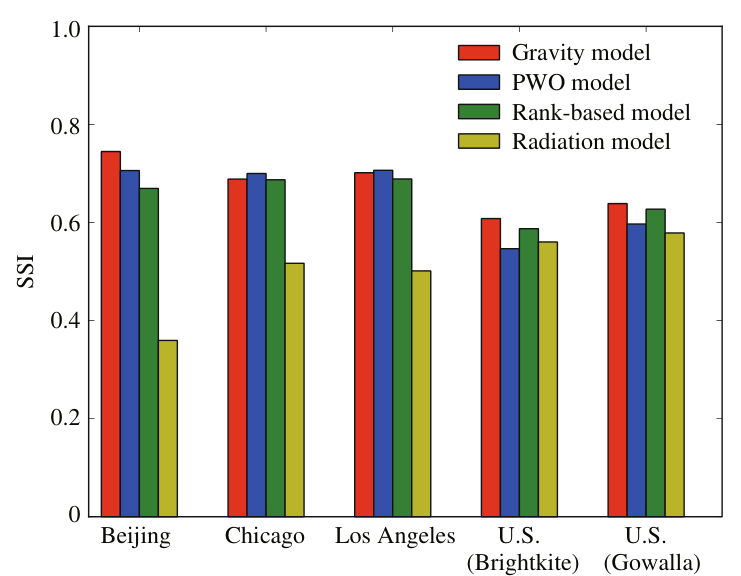 1.0
0.8
0.6
0.4
0.2
0
SSI
Gravity model
PWO model
Rank-based model
Radiation model
Beijing
Chicago
Los Angeles
U.S.
(Brightkite)
U.S.
(Gowalla)